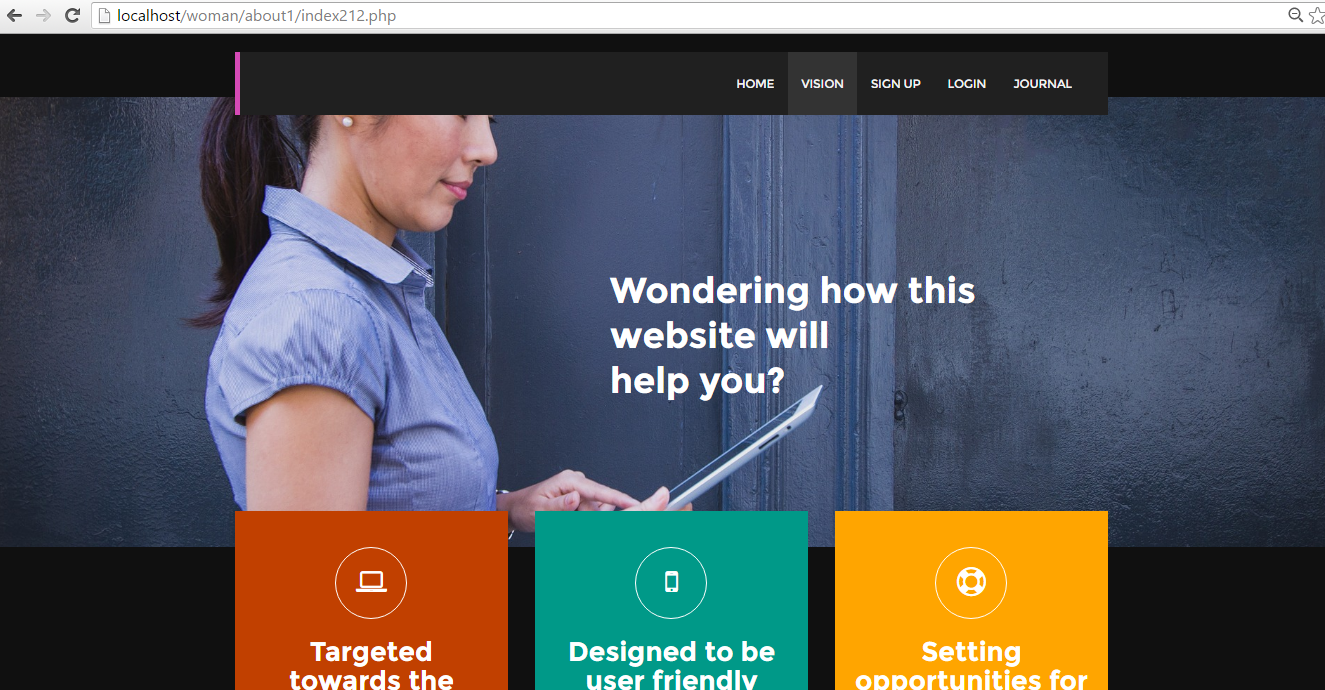 localhost/woman/about1/index212.php
HOME VISION SIGN UP LOGIN JOURNAL
Wondering how this
website will
help you?
Targeted
towards the
Designed to be
user friendly
Setting
opportunities for